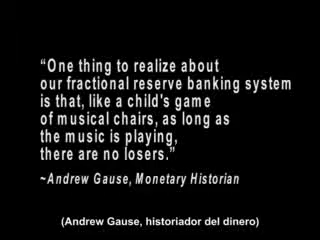 “One thing to realize about
our fractional reserve banking system
is that, like a child's game
of musical chairs, as long as
the music is playing,
there are no losers.”
~Andrew Gause, Monetary Historian
(Andrew Gause, historiador del dinero)